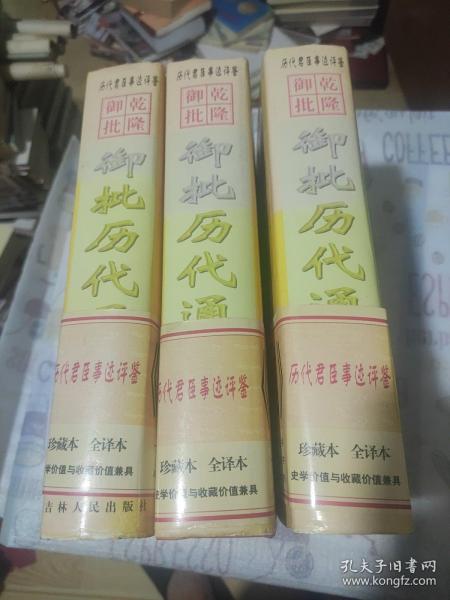 历代君臣事迹评鉴
乾隆
御批
御批历代
历代君臣事迹评鉴
珍藏本 全译本
史学价值与收藏价值兼具
吉林人民出版社
历代君臣事迹评鉴
乾隆
御批
御批历代通
历代君臣事迹评鉴
珍藏本 全译本
史学价值与收藏价值兼具
历代君臣事迹评鉴
乾隆
御批
御批历代通
历代君臣事迹评鉴
珍藏本 全译本
史学价值与收藏价值兼具
COFFEE
ESP
孔夫子旧书网
www.kongfz.com